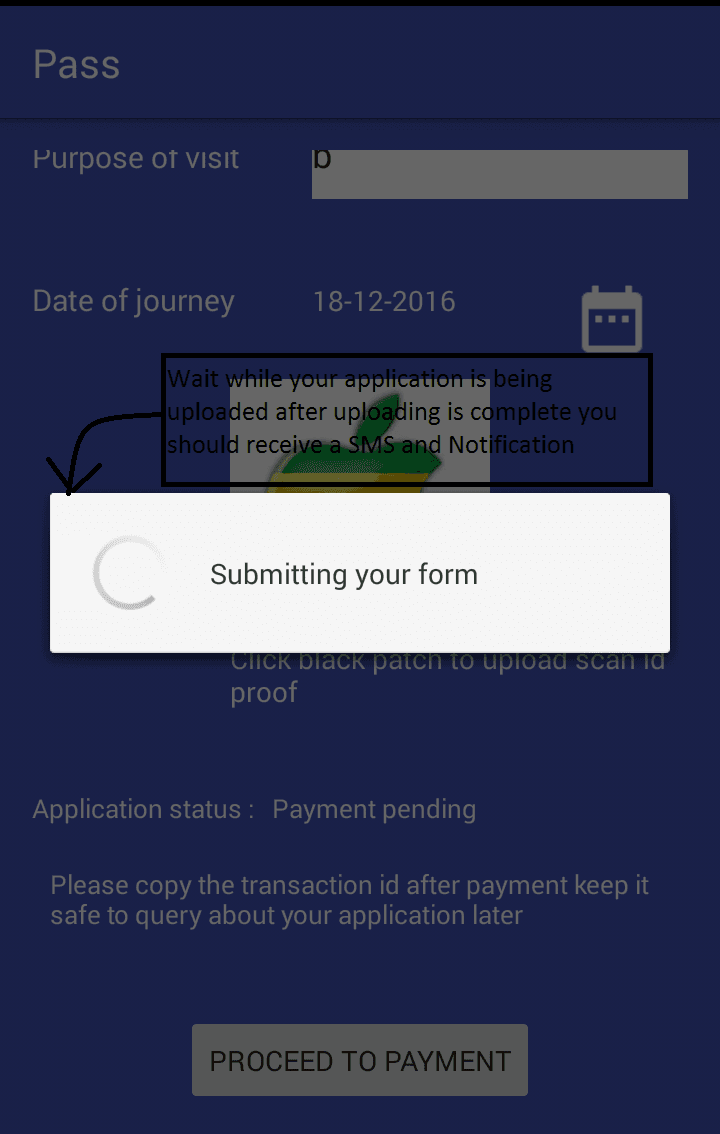 Pass
Purpose of visit
b
Date of journey
18-12-2016
Wait while your application is being
uploaded after uploading is complete you
should receive a SMS and Notification
Submitting your form
Click black patch to upload scan id
proof
Application status : Payment pending
Please copy the transaction id after payment keep it
safe to query about your application later
PROCEED TO PAYMENT